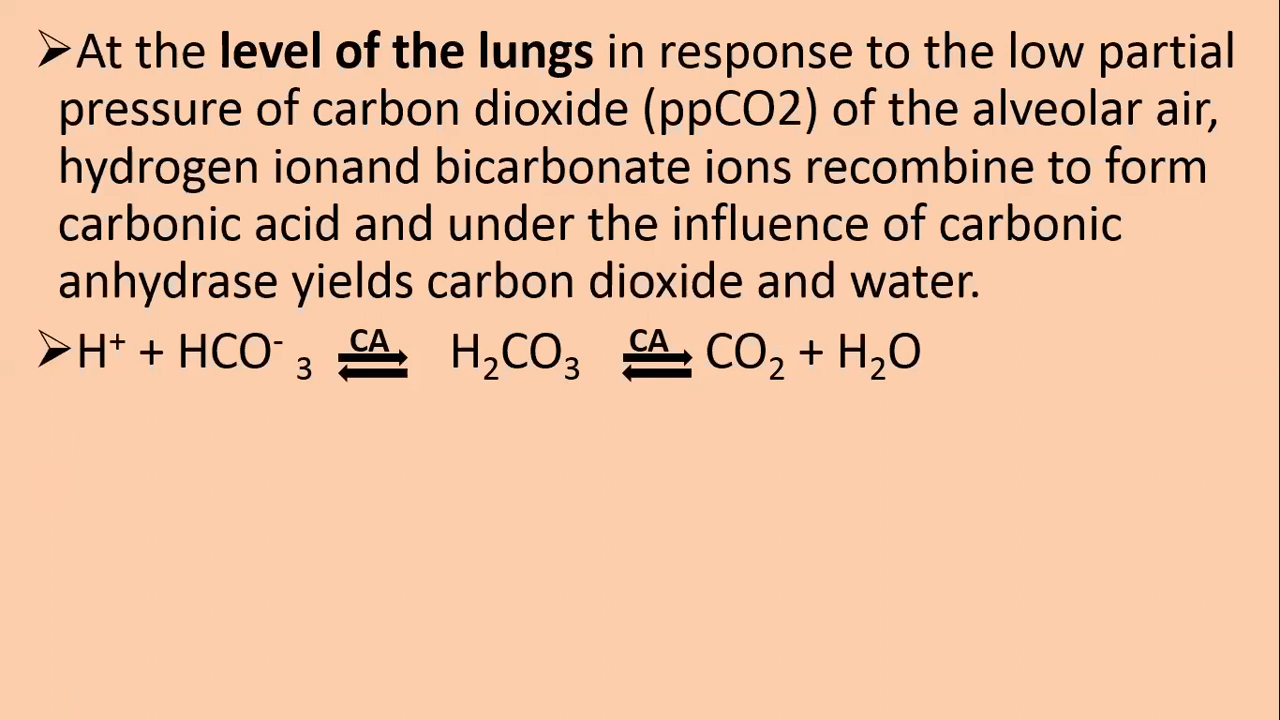 ➢At the level of the lungs in response to the low partial
pressure of carbon dioxide (ppCO2) of the alveolar air,
hydrogen ionand bicarbonate ions recombine to form
carbonic acid and under the influence of carbonic
anhydrase yields carbon dioxide and water.
➢H⁺ + HCO⁻ ₃ ⇌ CA H₂CO₃ ⇌ CA CO₂ + H₂O